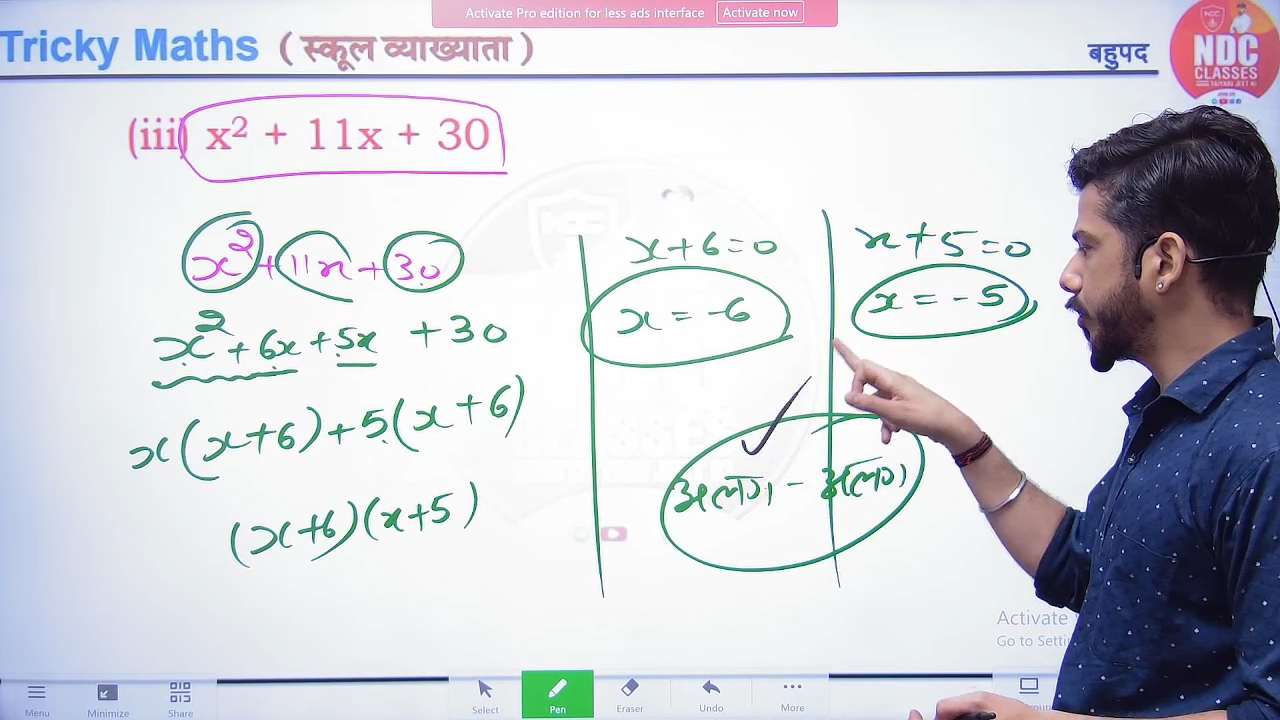 Activate Pro edition for less ads interface Activate now
Tricky Maths ( स्कूल व्याख्याता )
बहुपद
NDC
CLASSES
(iii) x² + 11x + 30
x² + 11x + 30
x² + 6x + 5x + 30
x(x+6)+5(x+6)
(x+6)(x+5)
x+6=0
x = -6
x+5=0
x = -5
अलग - अलग
Activate
Go to Setti
Menu
Minimize
Share
Select
Pen
Eraser
Undo
More